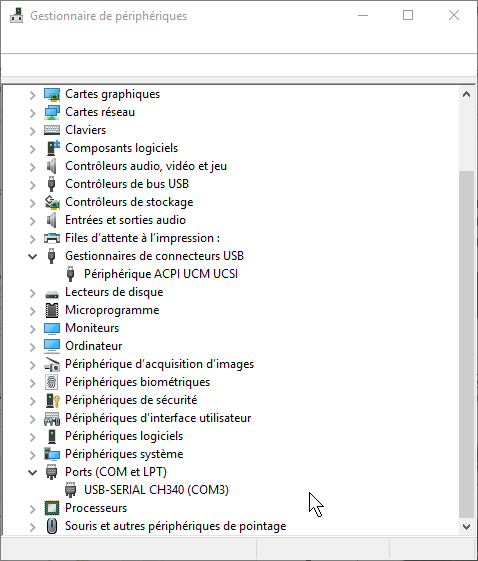 Gestionnaire de périphériques
Cartes graphiques
Cartes réseau
Claviers
Composants logiciels
Contrôleurs audio, vidéo et jeu
Contrôleurs de bus USB
Contrôleurs de stockage
Entrées et sorties audio
Files d'attente à l'impression :
Gestionnaires de connecteurs USB
Périphérique ACPI UCM UCSI
Lecteurs de disque
Microprogramme
Moniteurs
Ordinateur
Périphérique d'acquisition d'images
Périphériques biométriques
Périphériques de sécurité
Périphériques d'interface utilisateur
Périphériques logiciels
Périphériques système
Ports (COM et LPT)
USB-SERIAL CH340 (COM3)
Processeurs
Souris et autres périphériques de pointage